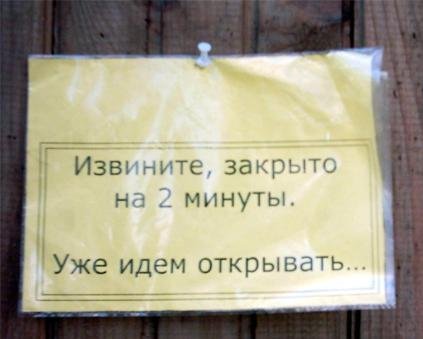 Извините, закрыто
на 2 минуты.
Уже идем открывать...